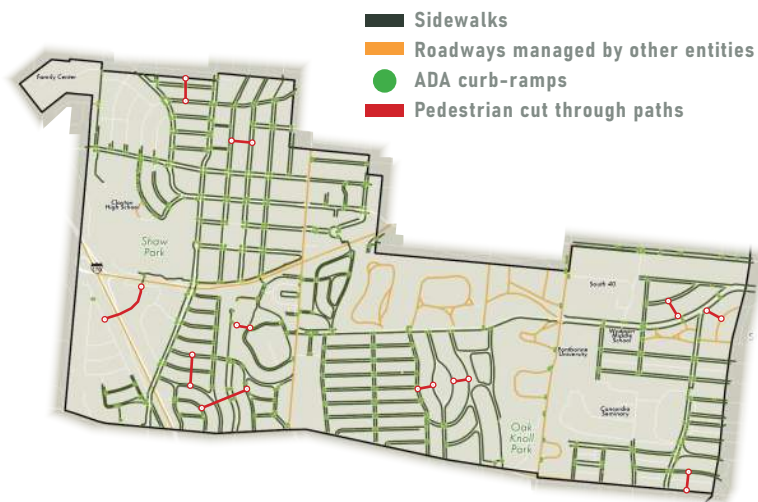 Sidewalks
Roadways managed by other entities
ADA curb-ramps
Pedestrian cut through paths
Family Center
Clayton
High School
Shaw
Park
170
South 40
Wydown
Middle
School
Fontbonne
University
Concordia
Seminary
Oak
Knoll
Park